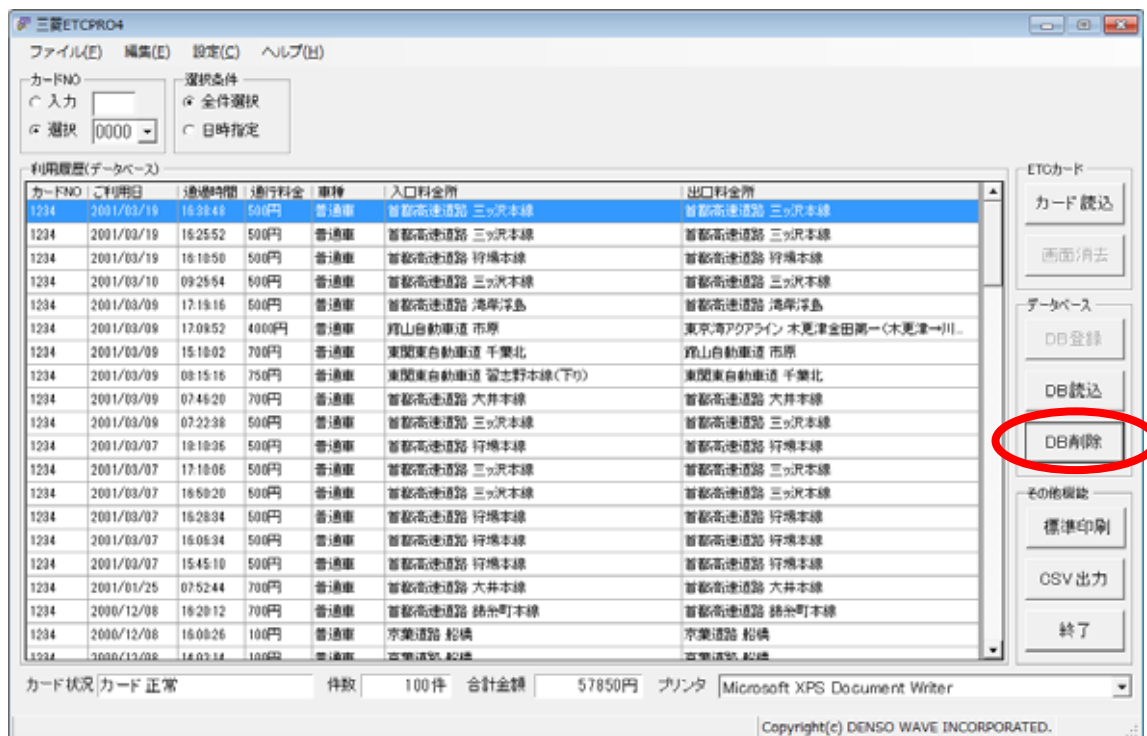 三菱ETCPRO4
ファイル(F) 編集(E) 設定(C) ヘルプ(H)
カードNO 選択条件
入力 全件選択
選択 0000 日時指定
利用履歴(データベース)
カードNO ご利用日 通過時間 通行料金 車種 入口料金所 出口料金所
1234 2001/03/19 16:38:48 500円 普通車 首都高速道路 三ッ沢本線 首都高速道路 三ッ沢本線
1234 2001/03/19 16:25:52 500円 普通車 首都高速道路 三ッ沢本線 首都高速道路 三ッ沢本線
1234 2001/03/19 16:10:50 500円 普通車 首都高速道路 狩場本線 首都高速道路 狩場本線
1234 2001/03/10 09:25:54 500円 普通車 首都高速道路 三ッ沢本線 首都高速道路 三ッ沢本線
1234 2001/03/09 17:19:16 500円 普通車 首都高速道路 湾岸浮島 首都高速道路 湾岸浮島
1234 2001/03/09 17:09:52 4000円 普通車 館山自動車道 市原 東京湾アクアライン 木更津金田第一(木更津→川...
1234 2001/03/09 15:10:02 700円 普通車 東関東自動車道 千葉北 館山自動車道 市原
1234 2001/03/09 08:15:16 750円 普通車 東関東自動車道 習志野本線(下り) 東関東自動車道 千葉北
1234 2001/03/09 07:46:20 700円 普通車 首都高速道路 大井本線 首都高速道路 大井本線
1234 2001/03/09 07:22:38 500円 普通車 首都高速道路 三ッ沢本線 首都高速道路 三ッ沢本線
1234 2001/03/07 18:10:36 500円 普通車 首都高速道路 狩場本線 首都高速道路 狩場本線
1234 2001/03/07 17:10:06 500円 普通車 首都高速道路 三ッ沢本線 首都高速道路 三ッ沢本線
1234 2001/03/07 16:50:20 500円 普通車 首都高速道路 三ッ沢本線 首都高速道路 三ッ沢本線
1234 2001/03/07 16:28:34 500円 普通車 首都高速道路 狩場本線 首都高速道路 狩場本線
1234 2001/03/07 16:06:34 500円 普通車 首都高速道路 狩場本線 首都高速道路 狩場本線
1234 2001/03/07 15:45:10 500円 普通車 首都高速道路 狩場本線 首都高速道路 狩場本線
1234 2001/01/25 07:52:44 700円 普通車 首都高速道路 大井本線 首都高速道路 大井本線
1234 2000/12/08 16:20:12 700円 普通車 首都高速道路 錦糸町本線 首都高速道路 錦糸町本線
1234 2000/12/08 16:00:26 100円 普通車 京葉道路 船橋 京葉道路 船橋
1234 2000/12/08 14:02:14 100円 普通車 京葉道路 船橋 京葉道路 船橋
ETCカード
カード読込
画面消去
データベース
DB登録
DB読込
DB削除
その他機能
標準印刷
CSV出力
終了
カード状況 カード正常 件数 100件 合計金額 57850円 プリンタ Microsoft XPS Document Writer
Copyright(c) DENSO WAVE INCORPORATED.